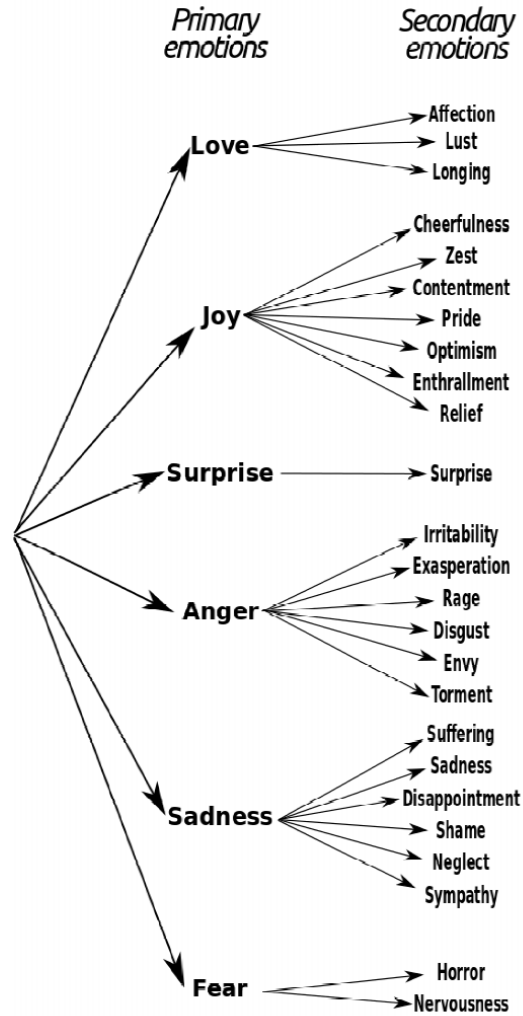 Primary
emotions
Secondary
emotions
Love
Affection
Lust
Longing
Joy
Cheerfulness
Zest
Contentment
Pride
Optimism
Enthrallment
Relief
Surprise
Surprise
Anger
Irritability
Exasperation
Rage
Disgust
Envy
Torment
Sadness
Suffering
Sadness
Disappointment
Shame
Neglect
Sympathy
Fear
Horror
Nervousness